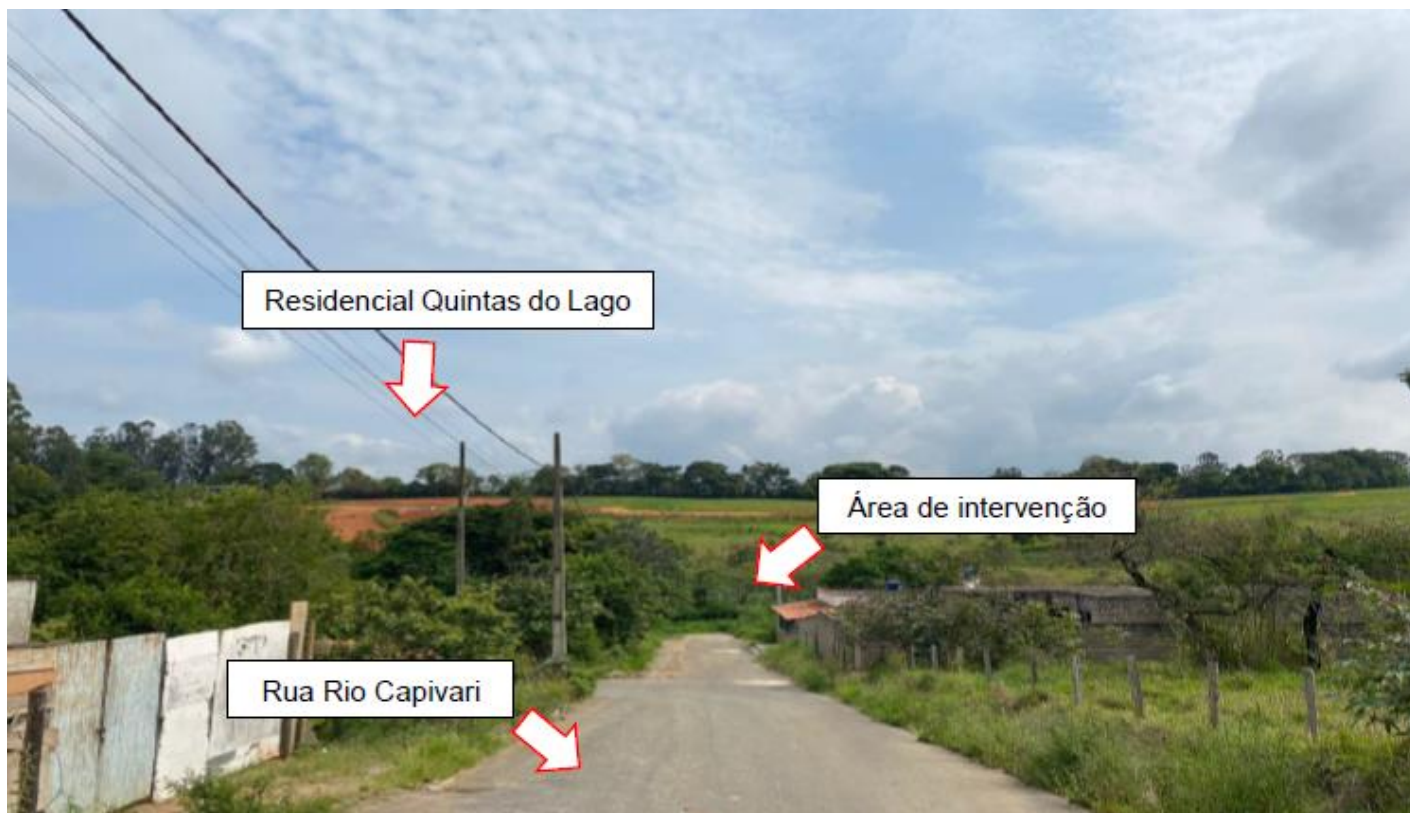 Residencial Quintas do Lago
Área de intervenção
Rua Rio Capivari